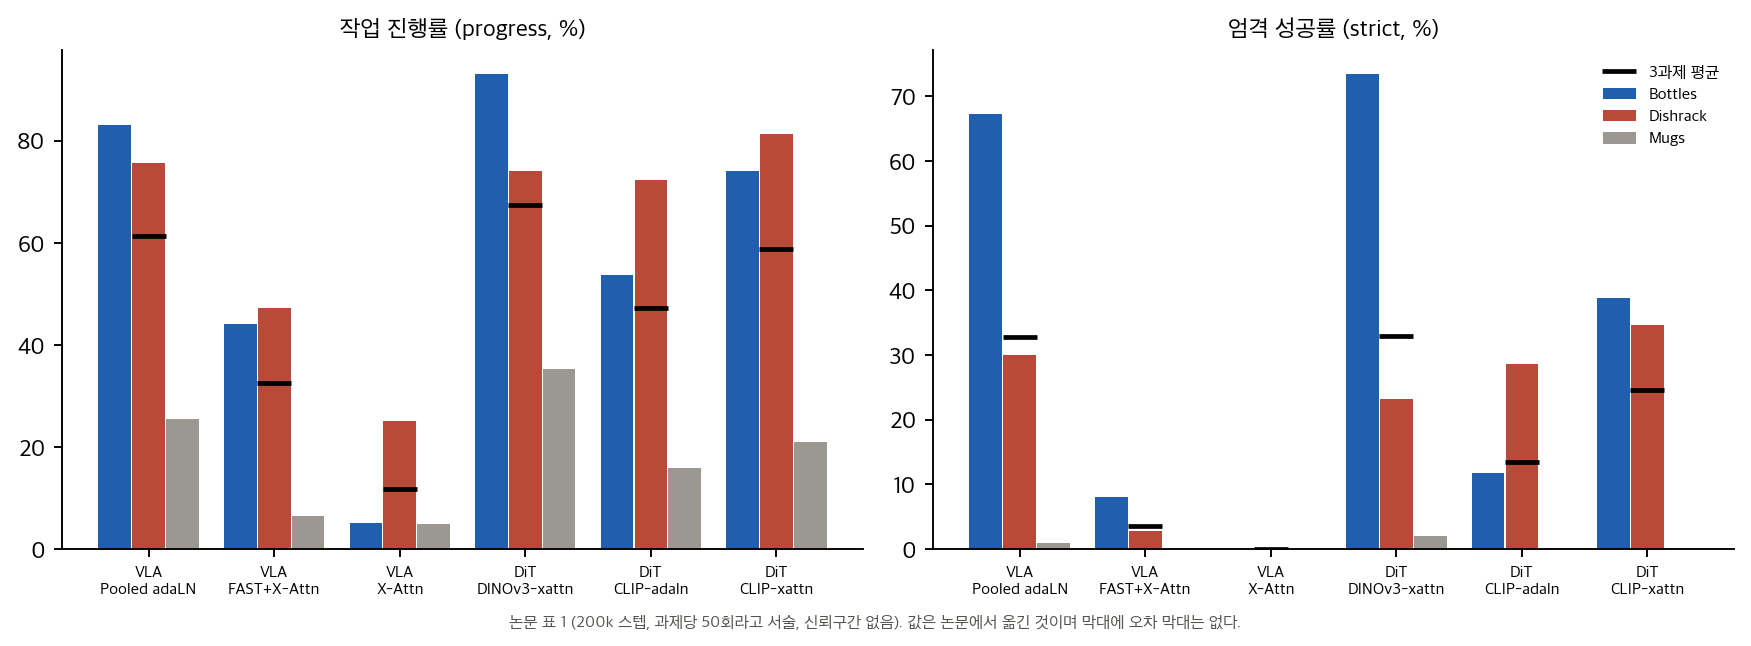 작업 진행률 (progress, %)
80
60
40
20
0
VLA
Pooled adaLN
VLA
FAST+X-Attn
VLA
X-Attn
DiT
DINOv3-xattn
DiT
CLIP-adaln
DiT
CLIP-xattn
엄격 성공률 (strict, %)
70
60
50
40
30
20
10
0
3과제 평균
Bottles
Dishrack
Mugs
VLA
Pooled adaLN
VLA
FAST+X-Attn
VLA
X-Attn
DiT
DINOv3-xattn
DiT
CLIP-adaln
DiT
CLIP-xattn
논문 표 1 (200k 스텝, 과제당 50회라고 서술, 신뢰구간 없음). 값은 논문에서 옮긴 것이며 막대에 오차 막대는 없다.